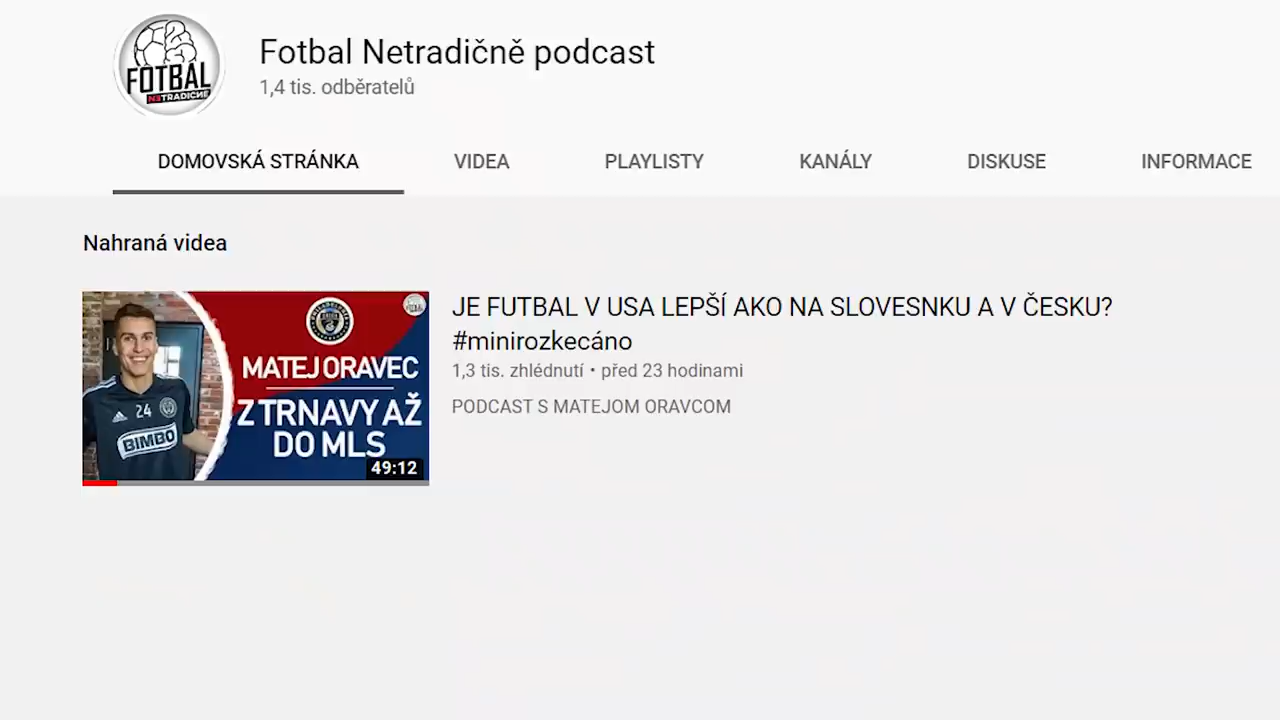 FOTBAL
NETRADIČNĚ
Fotbal Netradičně podcast
1,4 tis. odběratelů
DOMOVSKÁ STRÁNKA VIDEA PLAYLISTY KANÁLY DISKUSE INFORMACE
Nahraná videa
MATEJ ORAVEC
Z TRNAVY AŽ
DO MLS
24
BIMBO
49:12
JE FUTBAL V USA LEPŠÍ AKO NA SLOVESNKU A V ČESKU?
#minirozkecáno
1,3 tis. zhlédnutí • před 23 hodinami
PODCAST S MATEJOM ORAVCOM